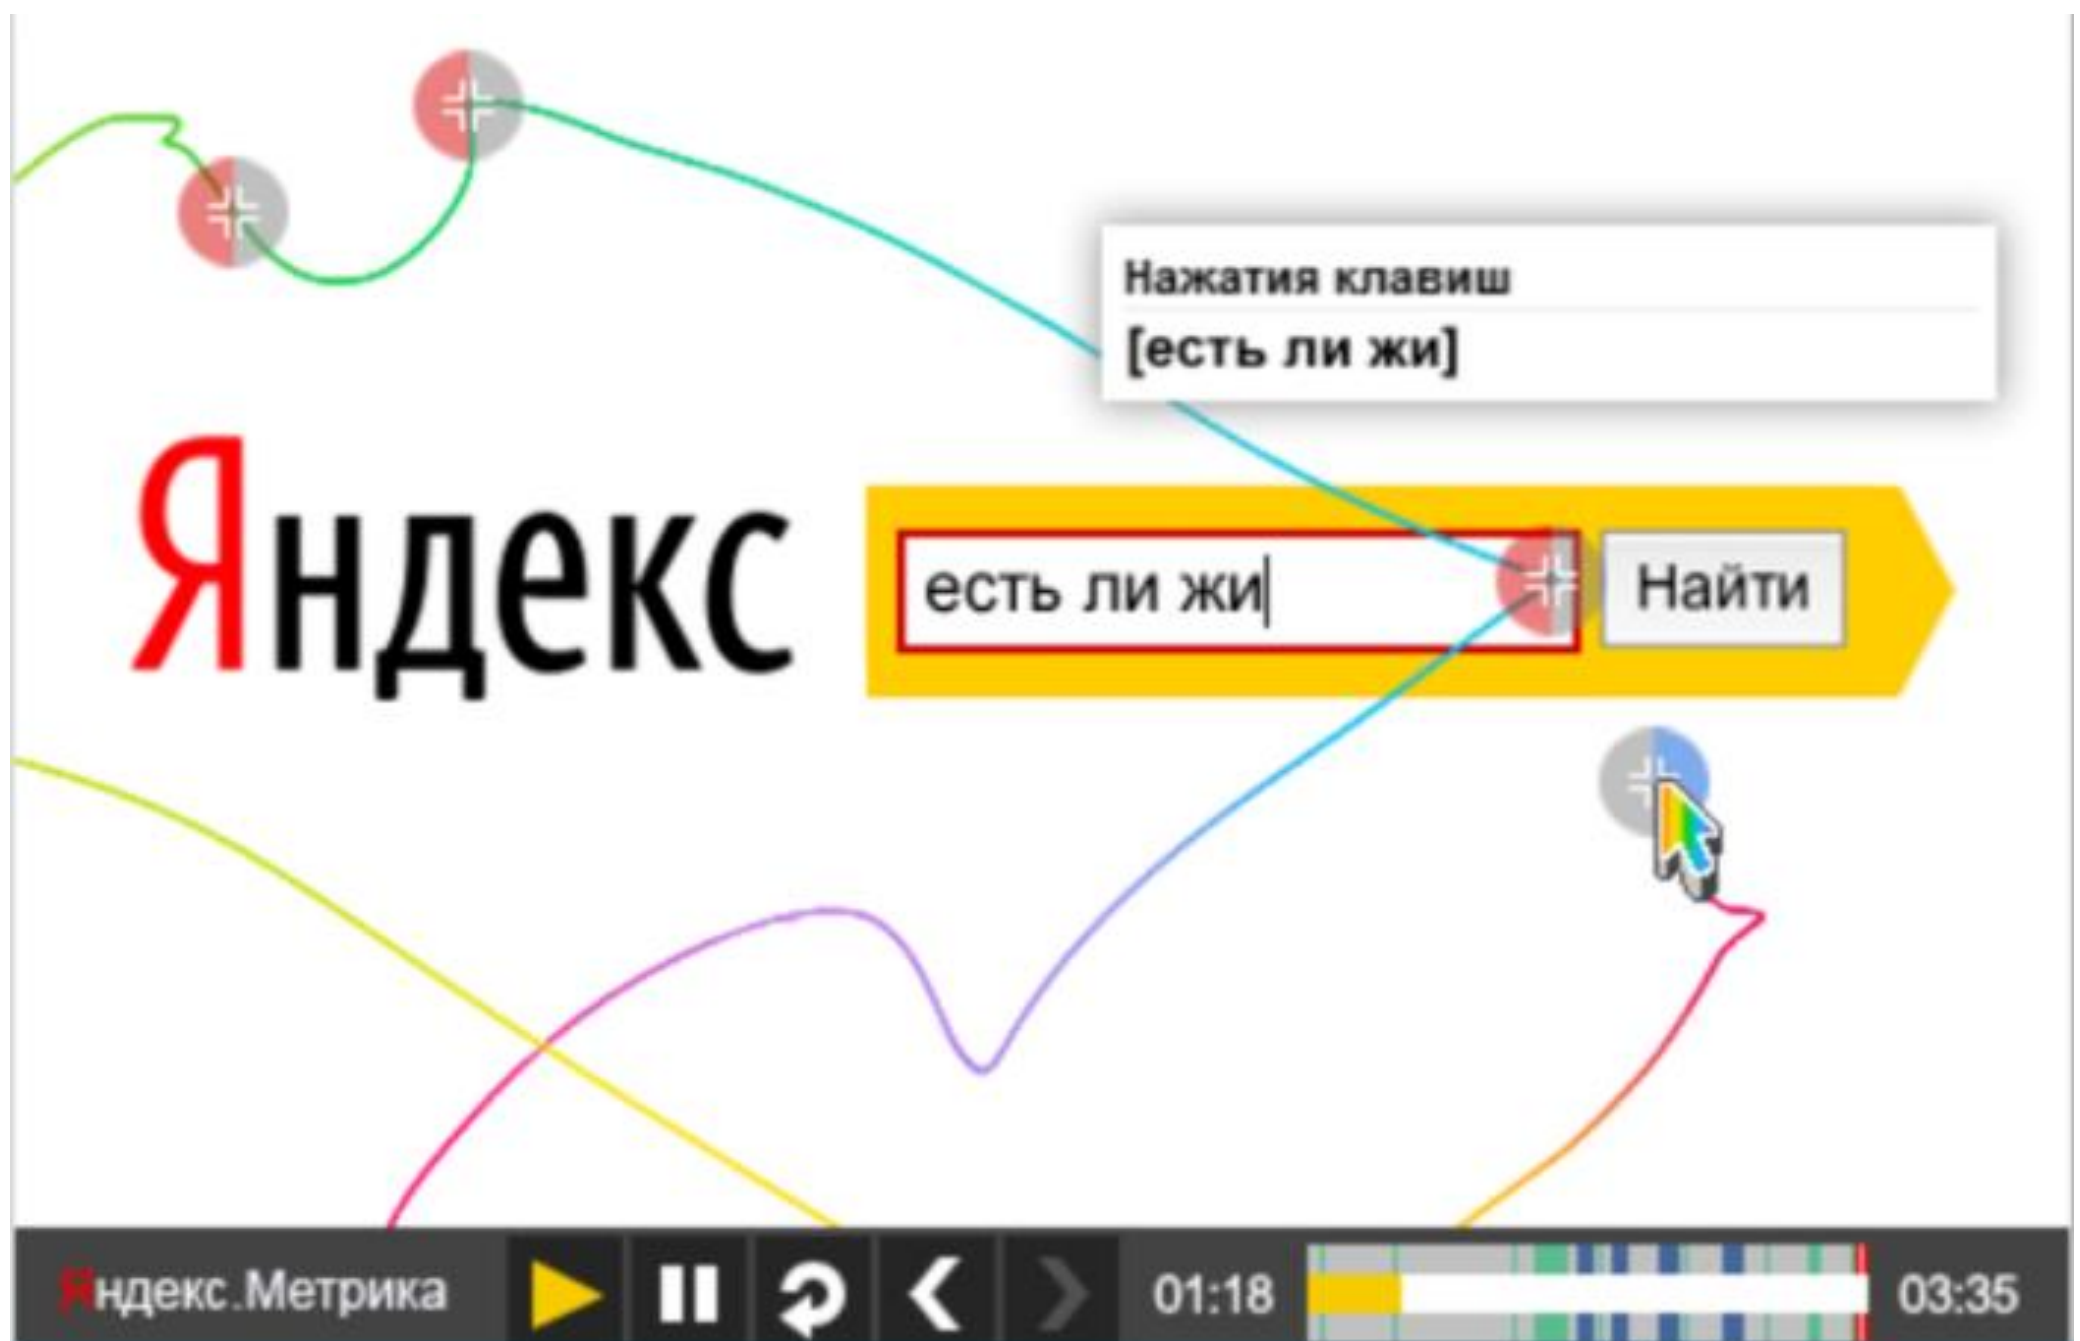 Нажатия клавиш
[есть ли жи]
Яндекс
есть ли жи
Найти
Яндекс.Метрика
01:18
03:35